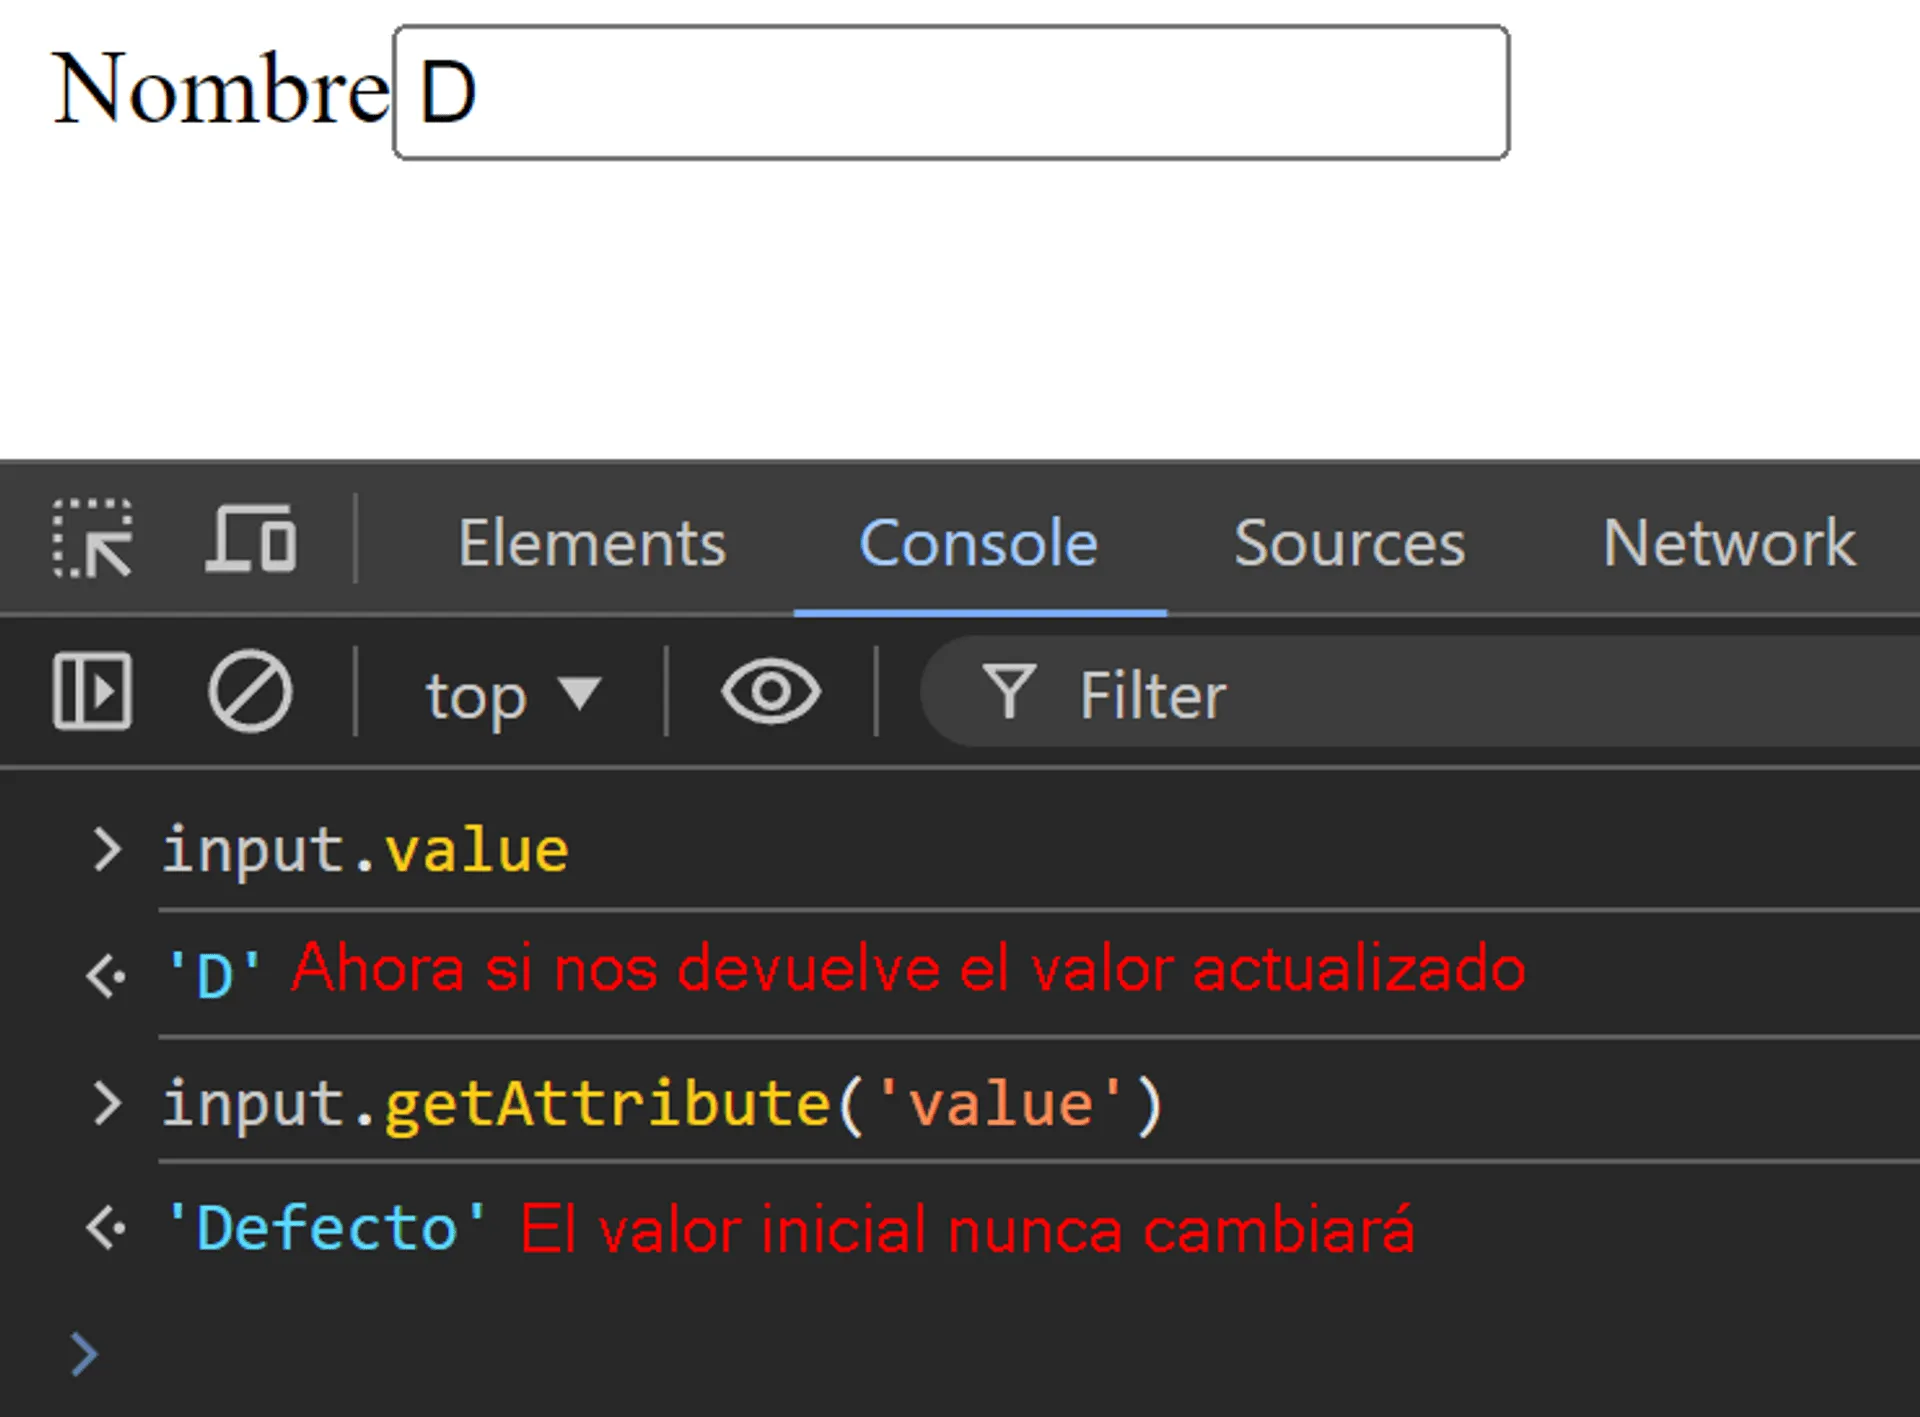 Nombre D
Elements Console Sources Network
top Filter
input.value
'D' Ahora si nos devuelve el valor actualizado
input.getAttribute('value')
'Defecto' El valor inicial nunca cambiará